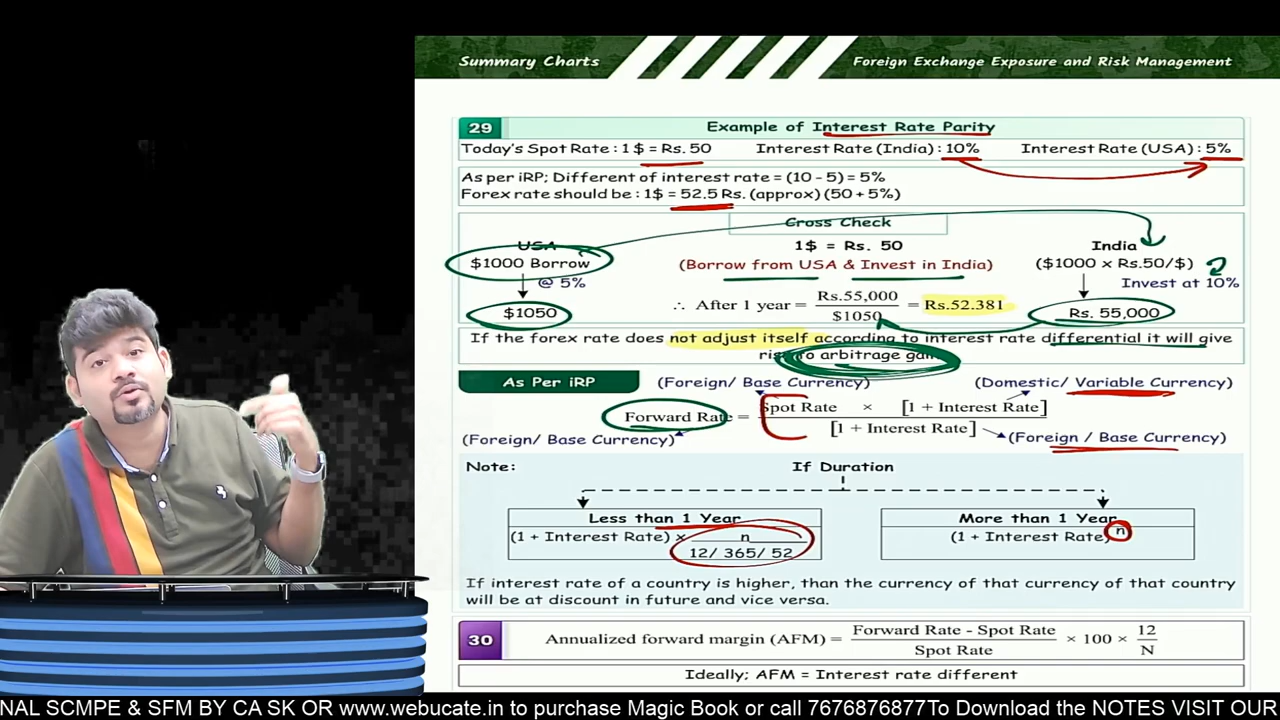 Summary Charts Foreign Exchange Exposure and Risk Management
29 Example of Interest Rate Parity
Today's Spot Rate : 1$ = Rs. 50 Interest Rate (India) : 10% Interest Rate (USA) : 5%
As per iRP; Different of interest rate = (10 - 5) = 5%
Forex rate should be : 1$ = 52.5 Rs. (approx) (50 + 5%)
Cross Check
USA 1$ = Rs. 50 India
$1000 Borrow (Borrow from USA & Invest in India) ($1000 x Rs.50/$)
@ 5% Invest at 10%
$1050 ∴ After 1 year = Rs.55,000 / $1050 = Rs.52.381 Rs. 55,000
If the forex rate does not adjust itself according to interest rate differential it will give
rise to arbitrage gain
As Per iRP (Foreign/ Base Currency) (Domestic/ Variable Currency)
Forward Rate = Spot Rate × [1 + Interest Rate]
[1 + Interest Rate]
(Foreign/ Base Currency) (Foreign / Base Currency)
Note: If Duration
Less than 1 Year More than 1 Year
(1 + Interest Rate) x n (1 + Interest Rate)n
12/ 365/ 52
If interest rate of a country is higher, than the currency of that currency of that country
will be at discount in future and vice versa.
30 Annualized forward margin (AFM) = Forward Rate - Spot Rate / Spot Rate × 100 × 12 / N
Ideally; AFM = Interest rate different
NAL SCMPE & SFM BY CA SK OR www.webucate.in to purchase Magic Book or call 7676876877To Download the NOTES VISIT OUR